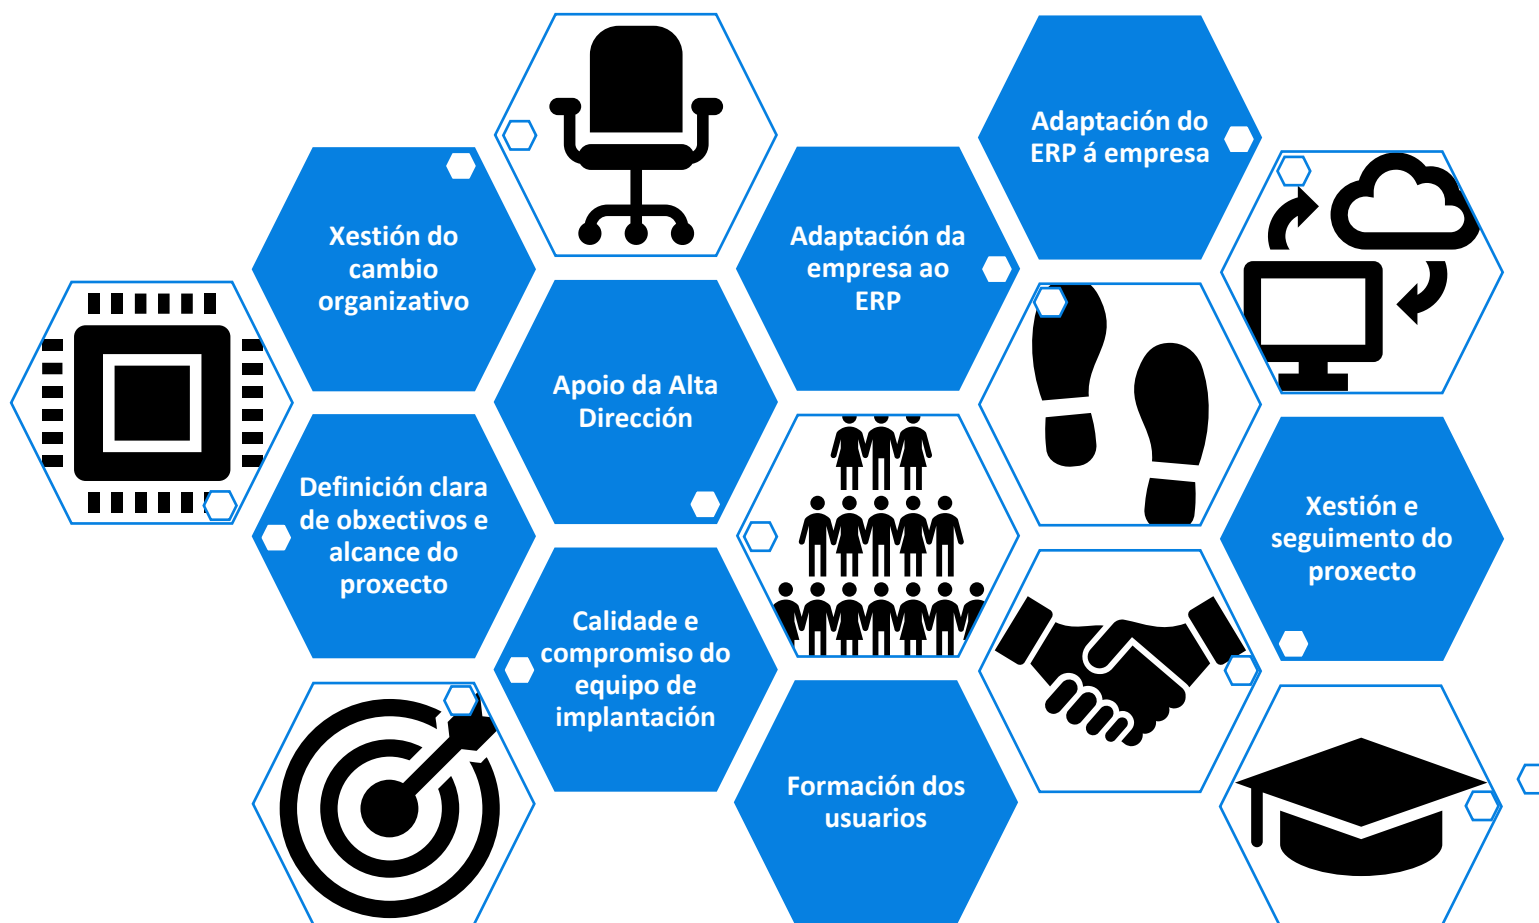 Xestión do
cambio
organizativo
Definición clara
de obxectivos e
alcance do
proxecto
Apoio da Alta
Dirección
Calidade e
compromiso do
equipo de
implantación
Adaptación da
empresa ao
ERP
Formación dos
usuarios
Adaptación do
ERP á empresa
Xestión e
seguimento do
proxecto